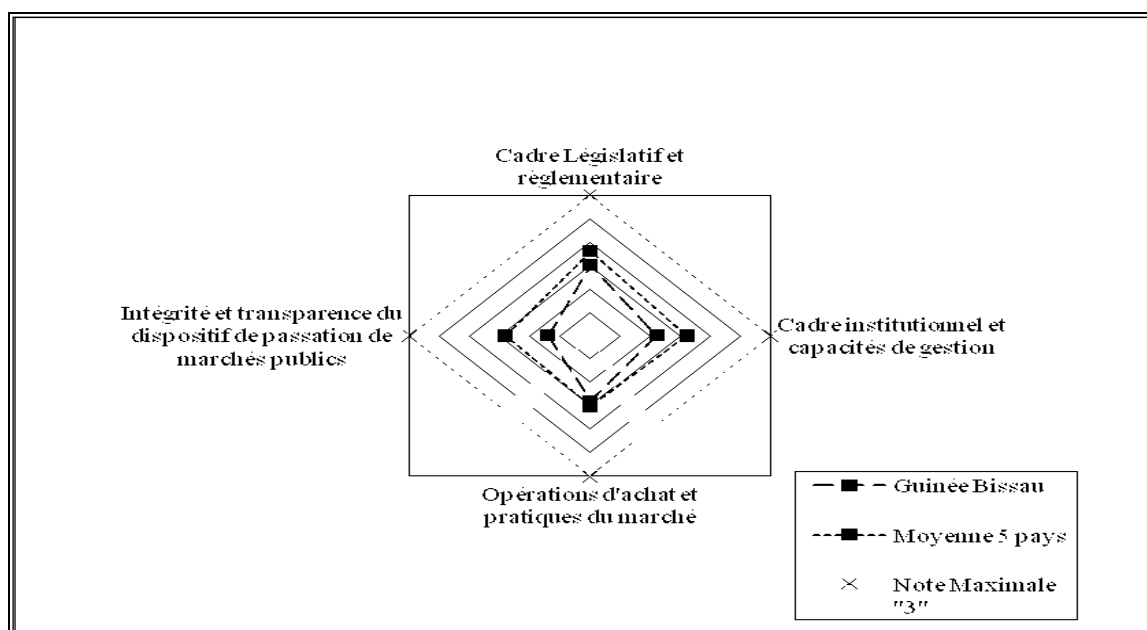 Cadre Législatif et
règlementaire
Intégrité et transparence du
dispositif de passation de
marchés publics
Cadre institutionnel et
capacités de gestion
Opérations d'achat et
pratiques du marché
Guinée Bissau
Moyenne 5 pays
Note Maximale
"3"